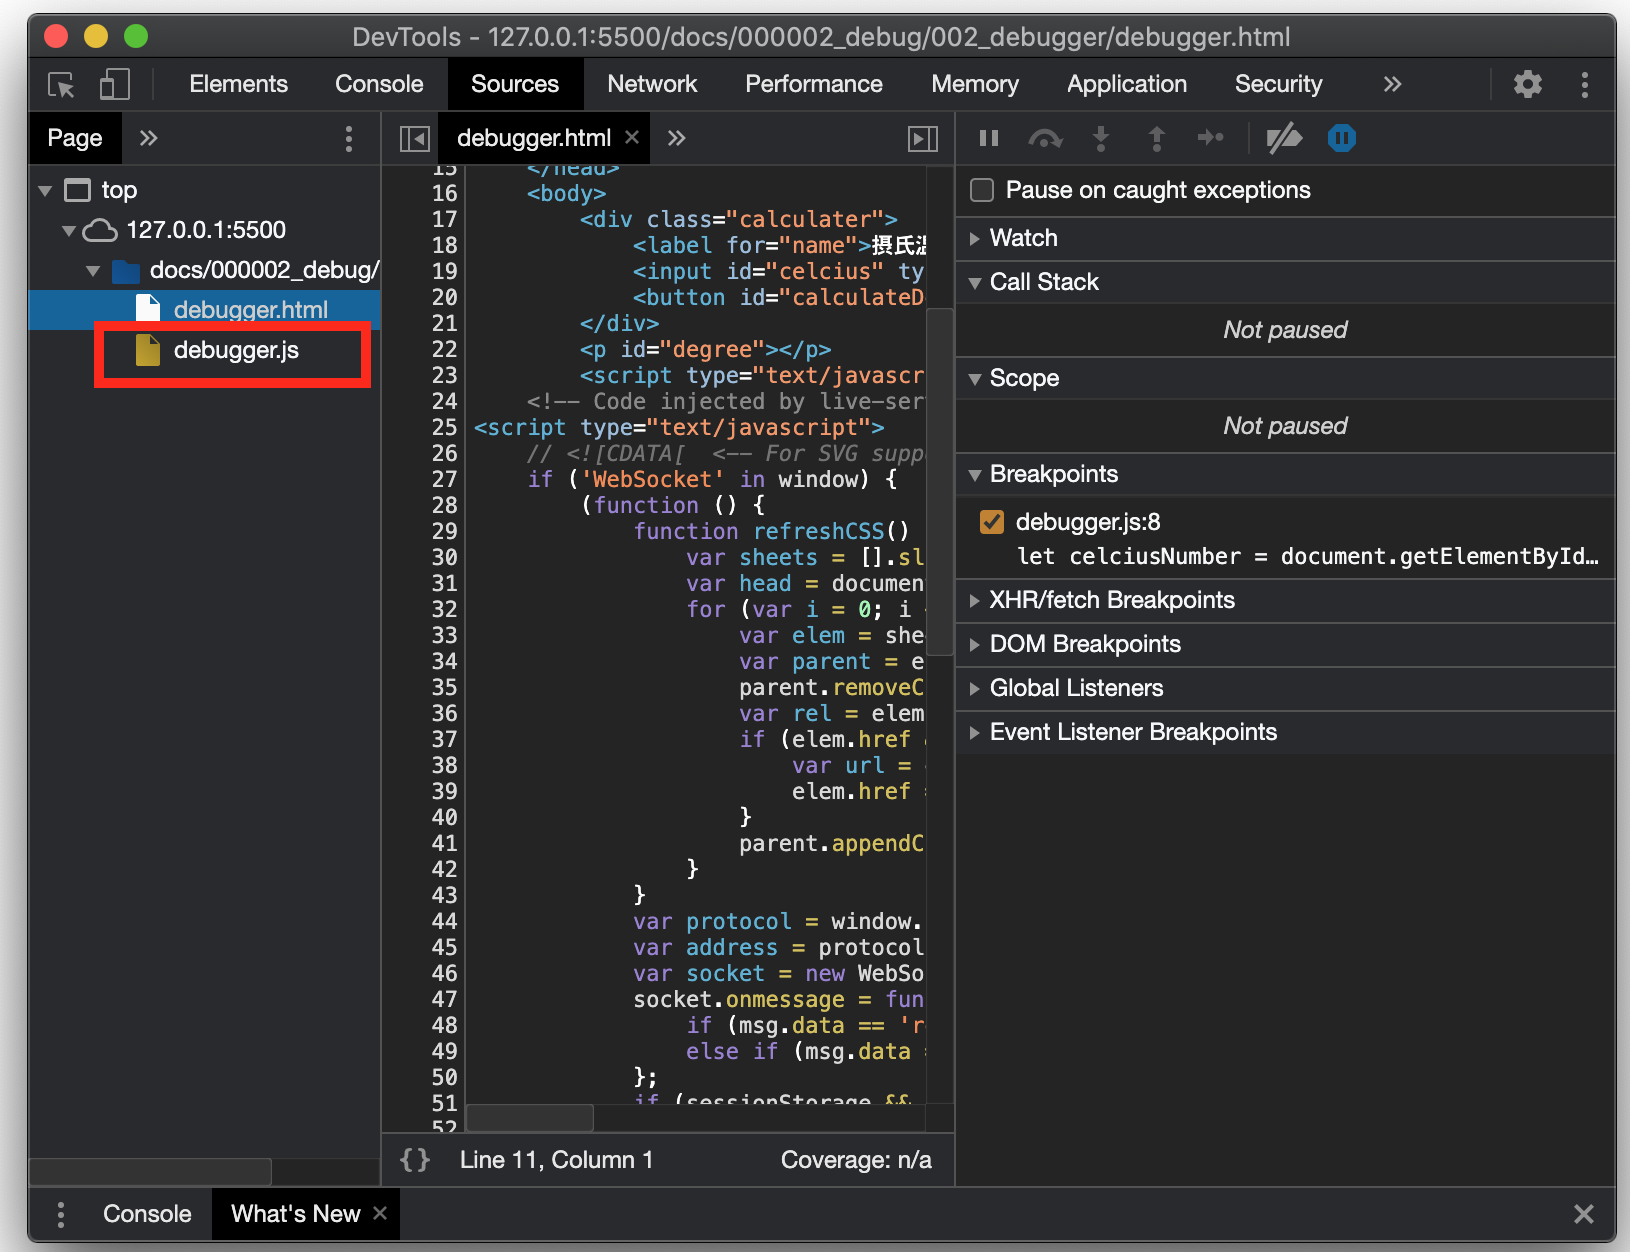 DevTools - 127.0.0.1:5500/docs/000002_debug/002_debugger/debugger.html
Elements Console Sources Network Performance Memory Application Security »
Page »
top
127.0.0.1:5500
docs/000002_debug/
debugger.html
debugger.js
debugger.html × »
15 </head>
16 <body>
17 <div class="calculater">
18 <label for="name">摂氏温
19 <input id="celcius" ty
20 <button id="calculateD
21 </div>
22 <p id="degree"></p>
23 <script type="text/javascr
24 <!-- Code injected by live-ser
25 <script type="text/javascript">
26 // <![CDATA[ <-- For SVG supp
27 if ('WebSocket' in window) {
28 (function () {
29 function refreshCSS()
30 var sheets = [].sl
31 var head = document
32 for (var i = 0; i
33 var elem = she
34 var parent = e
35 parent.removeC
36 var rel = elem
37 if (elem.href
38 var url =
39 elem.href
40 }
41 parent.appendC
42 }
43 }
44 var protocol = window.
45 var address = protocol
46 var socket = new WebSo
47 socket.onmessage = fun
48 if (msg.data == 'r
49 else if (msg.data
50 };
51 if (sessionStorage &&
52
{} Line 11, Column 1 Coverage: n/a
Pause on caught exceptions
Watch
Call Stack
Not paused
Scope
Not paused
Breakpoints
debugger.js:8
let celciusNumber = document.getElementById…
XHR/fetch Breakpoints
DOM Breakpoints
Global Listeners
Event Listener Breakpoints
Console What's New ×